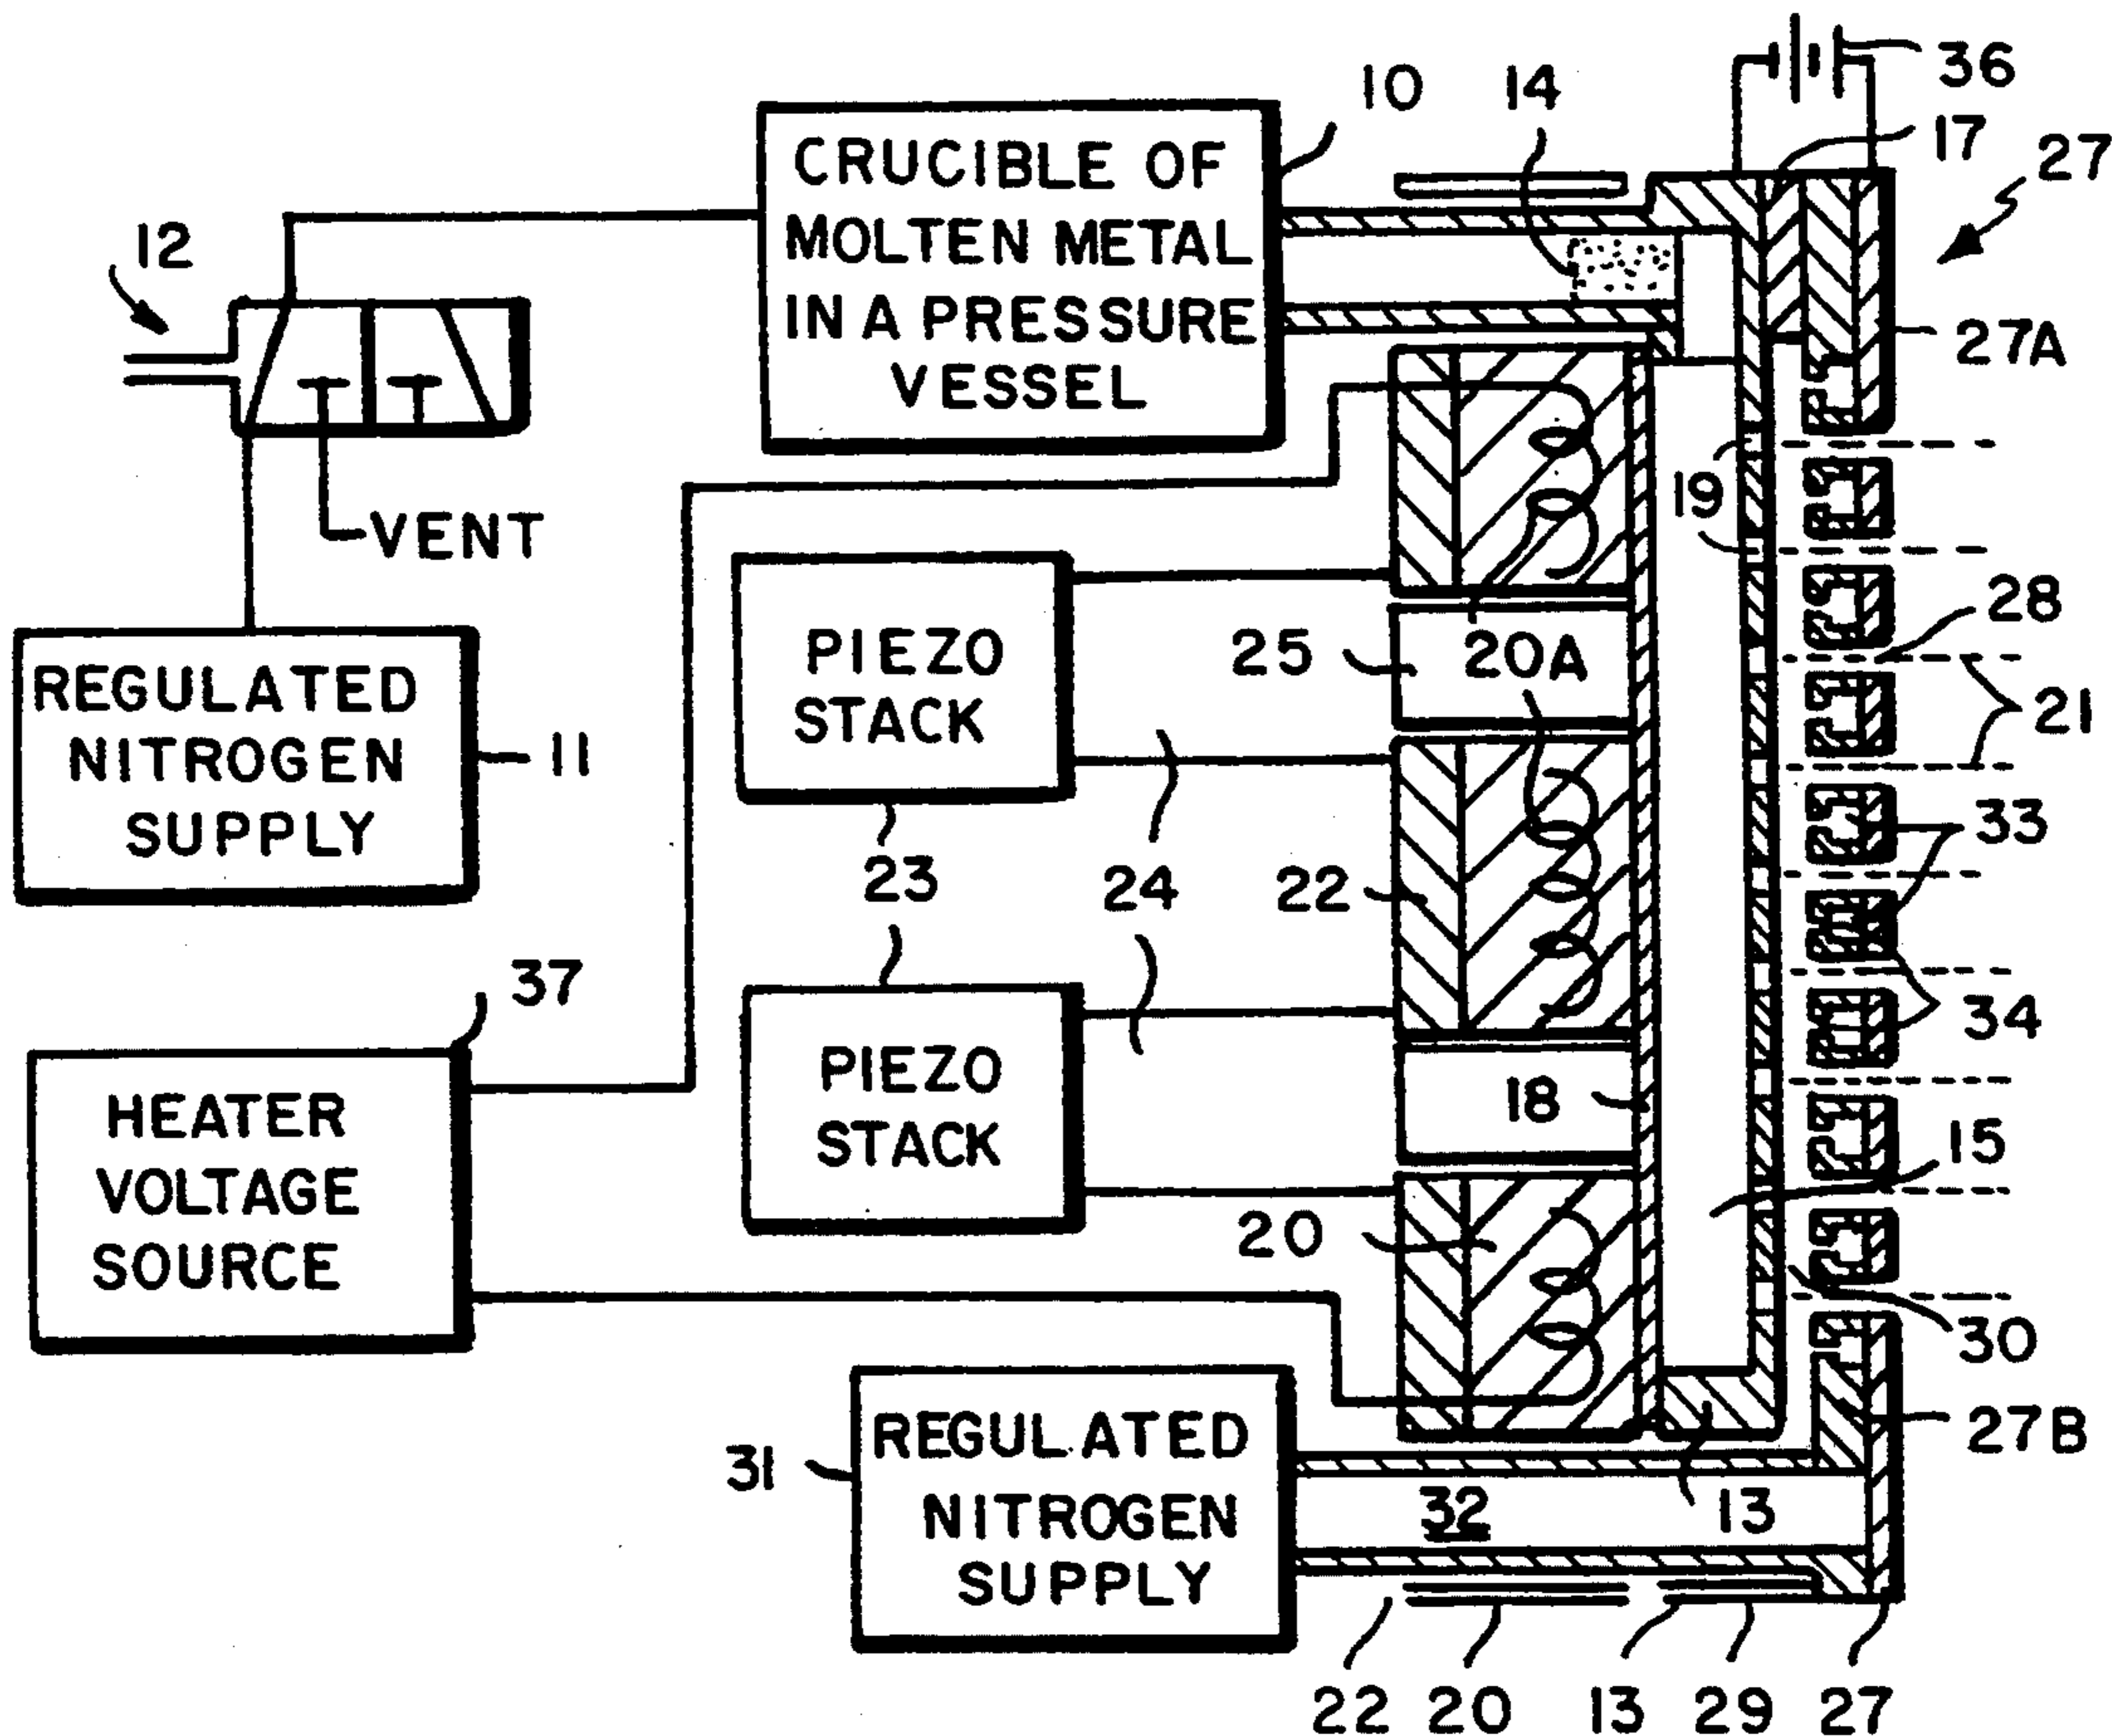 36
10
14
17
27
CRUCIBLE OF
MOLTEN METAL
IN A PRESSURE
VESSEL
12
27A
19
VENT
28
PIEZO
STACK
25
20A
21
REGULATED
NITROGEN
SUPPLY
11
33
23
24
22
37
34
PIEZO
STACK
18
HEATER
VOLTAGE
SOURCE
15
20
30
REGULATED
NITROGEN
SUPPLY
31
27B
32
13
22
20
13
29
27